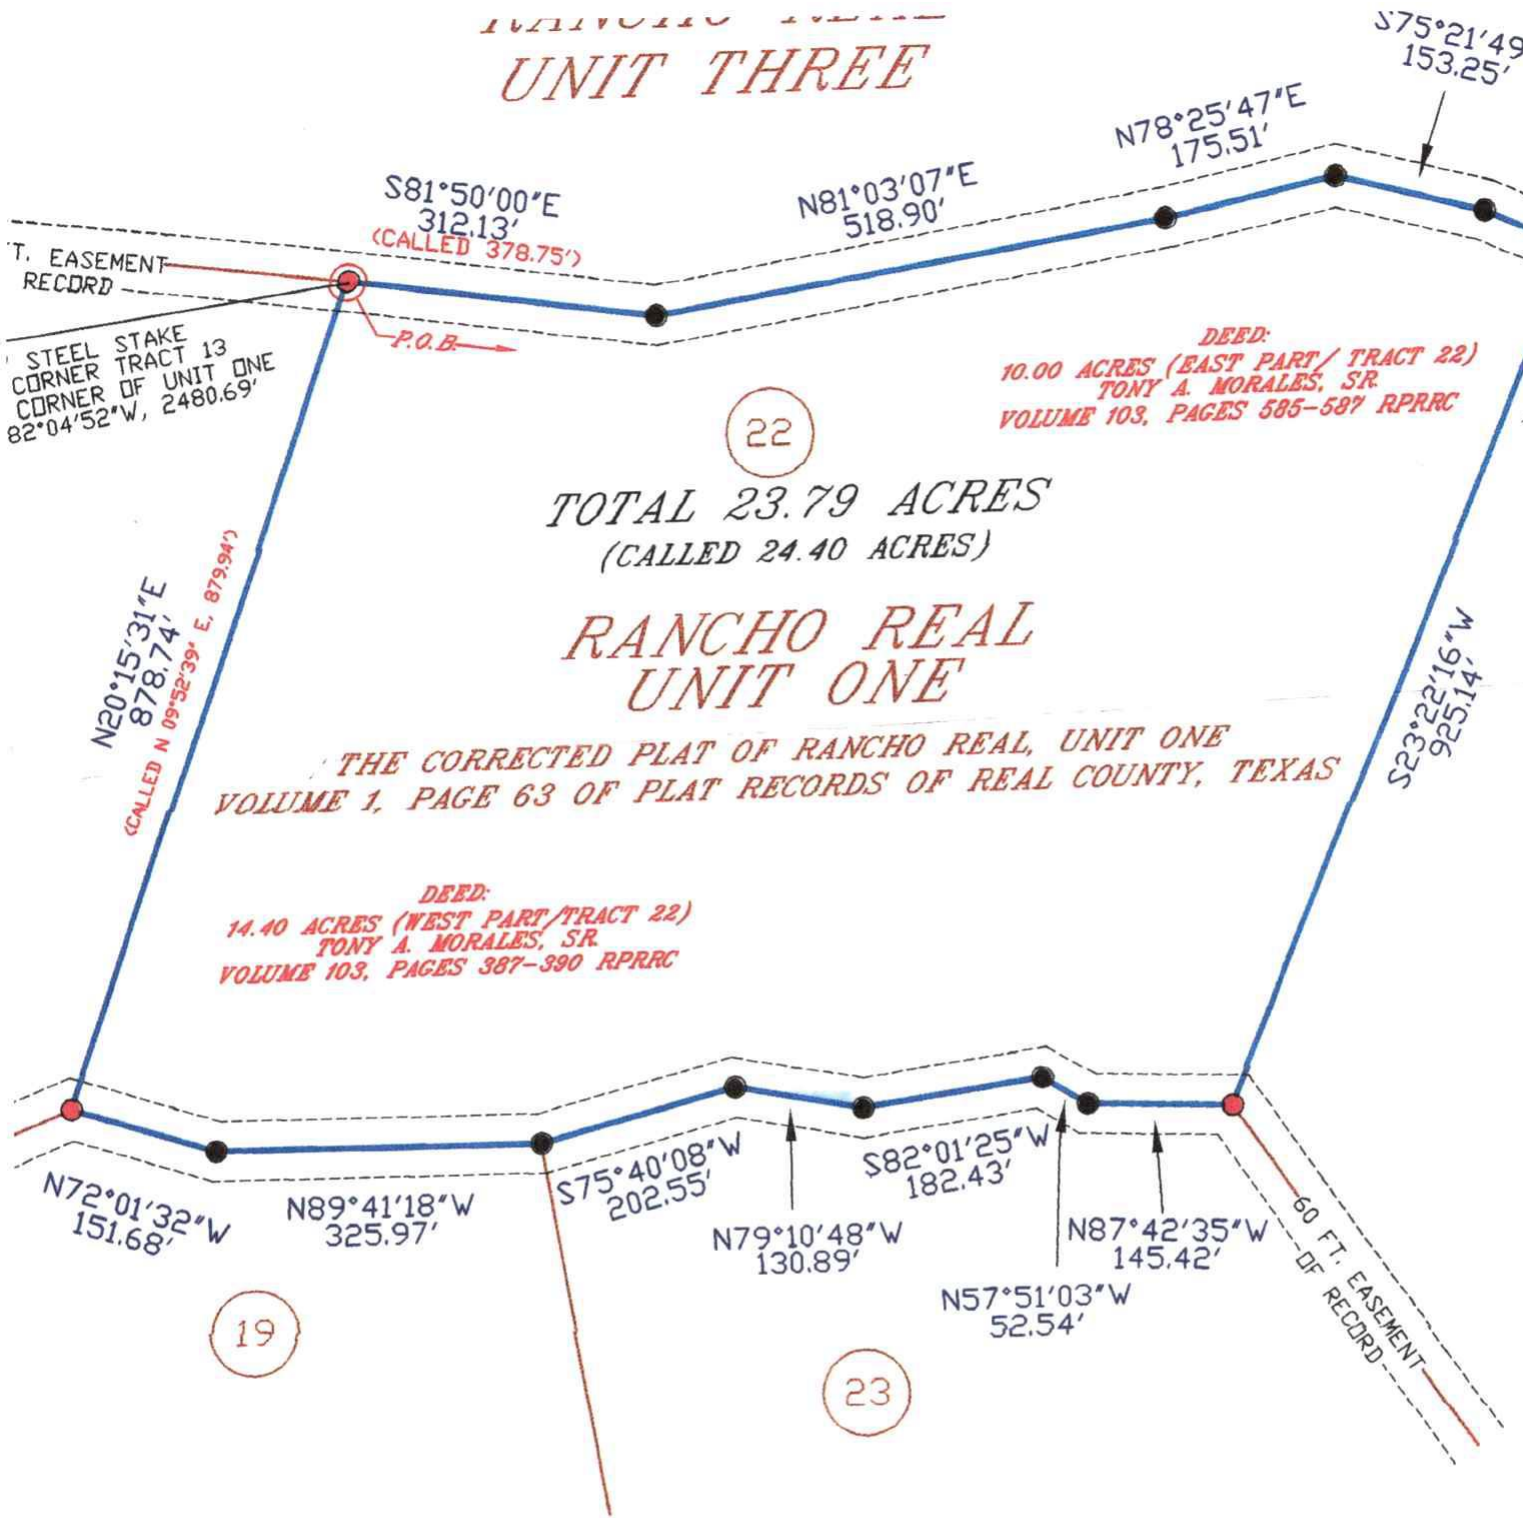 UNIT THREE
S75°21'49
153.25'
N78°25'47"E
175.51'
N81°03'07"E
518.90'
S81°50'00"E
312.13'
(CALLED 378.75')
T. EASEMENT
RECORD
STEEL STAKE
CORNER TRACT 13
CORNER OF UNIT ONE
82°04'52"W, 2480.69'
P.O.B.
DEED:
10.00 ACRES (EAST PART/ TRACT 22)
TONY A. MORALES, SR.
VOLUME 103, PAGES 585-587 RPRRC
22
TOTAL 23.79 ACRES
(CALLED 24.40 ACRES)
RANCHO REAL
UNIT ONE
THE CORRECTED PLAT OF RANCHO REAL, UNIT ONE
VOLUME 1, PAGE 63 OF PLAT RECORDS OF REAL COUNTY, TEXAS
N20°15'31"E
878.74'
(CALLED N 09°52'39" E, 879.94')
S23°22'16"W
925.14'
DEED:
14.40 ACRES (WEST PART/TRACT 22)
TONY A. MORALES, SR.
VOLUME 103, PAGES 387-390 RPRRC
N72°01'32"W
151.68'
N89°41'18"W
325.97'
S75°40'08"W
202.55'
N79°10'48"W
130.89'
S82°01'25"W
182.43'
N57°51'03"W
52.54'
N87°42'35"W
145.42'
60 FT. EASEMENT
OF RECORD
19
23